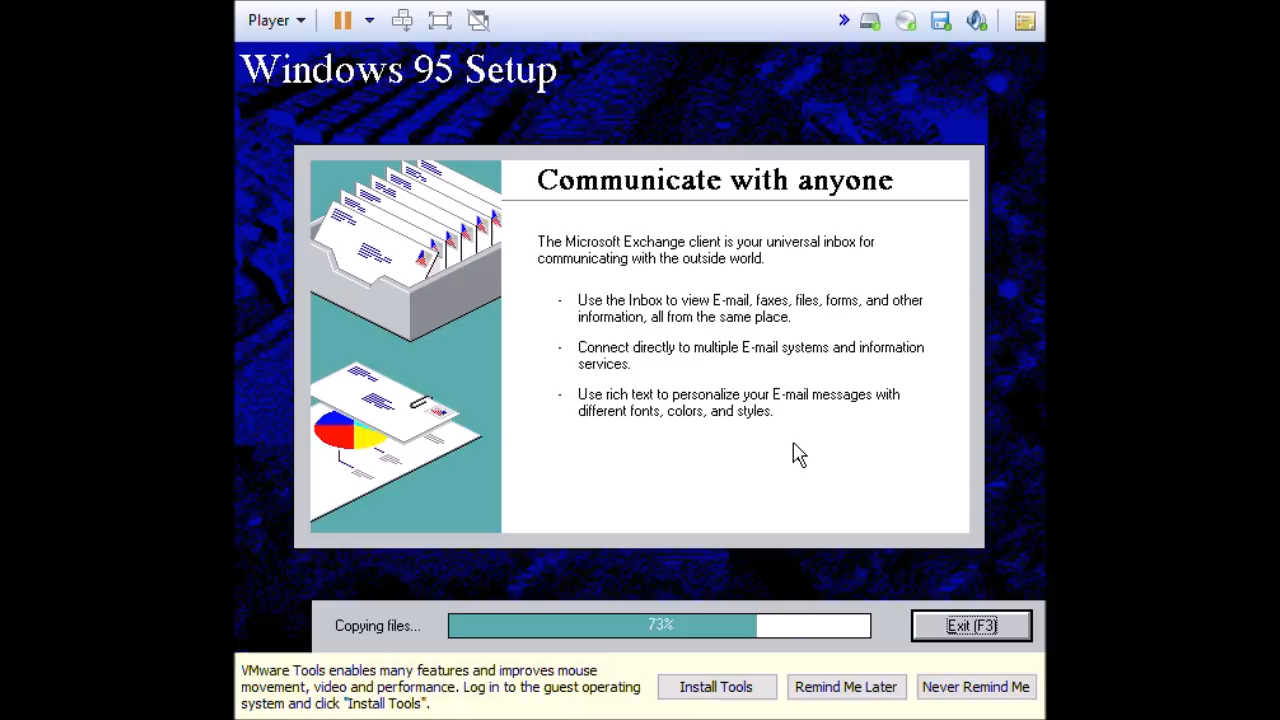 Player
Windows 95 Setup
Communicate with anyone
The Microsoft Exchange client is your universal inbox for
communicating with the outside world.
- Use the Inbox to view E-mail, faxes, files, forms, and other
information, all from the same place.
- Connect directly to multiple E-mail systems and information
services.
- Use rich text to personalize your E-mail messages with
different fonts, colors, and styles.
Copying files...
73%
Exit (F3)
VMware Tools enables many features and improves mouse
movement, video and performance. Log in to the guest operating
system and click "Install Tools".
Install Tools
Remind Me Later
Never Remind Me